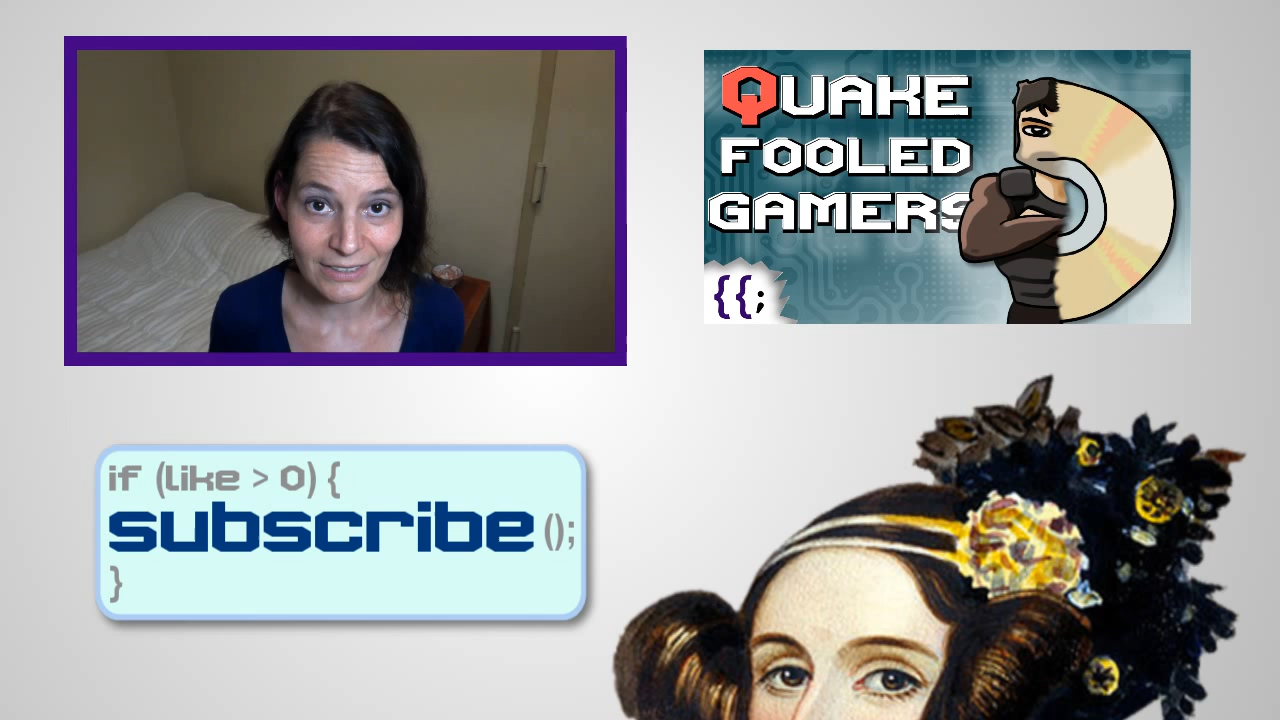 QUAKE
FOOLED
GAMERS
{{;
if (like > 0) {
subscribe();
}